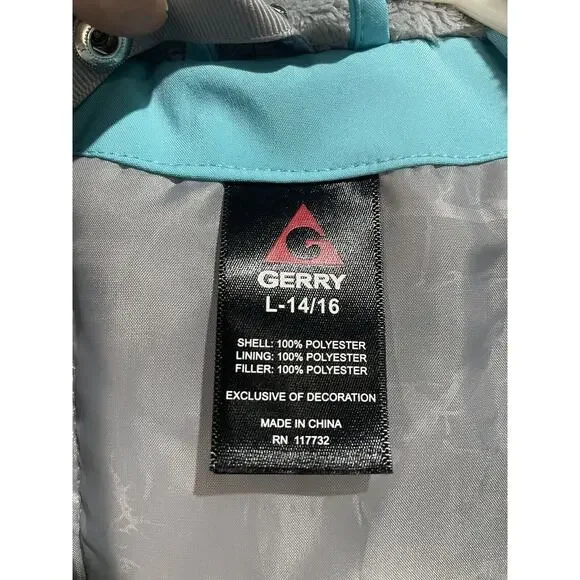 GERRY
L-14/16
SHELL: 100% POLYESTER
LINING: 100% POLYESTER
FILLER: 100% POLYESTER
EXCLUSIVE OF DECORATION
MADE IN CHINA
RN 117732